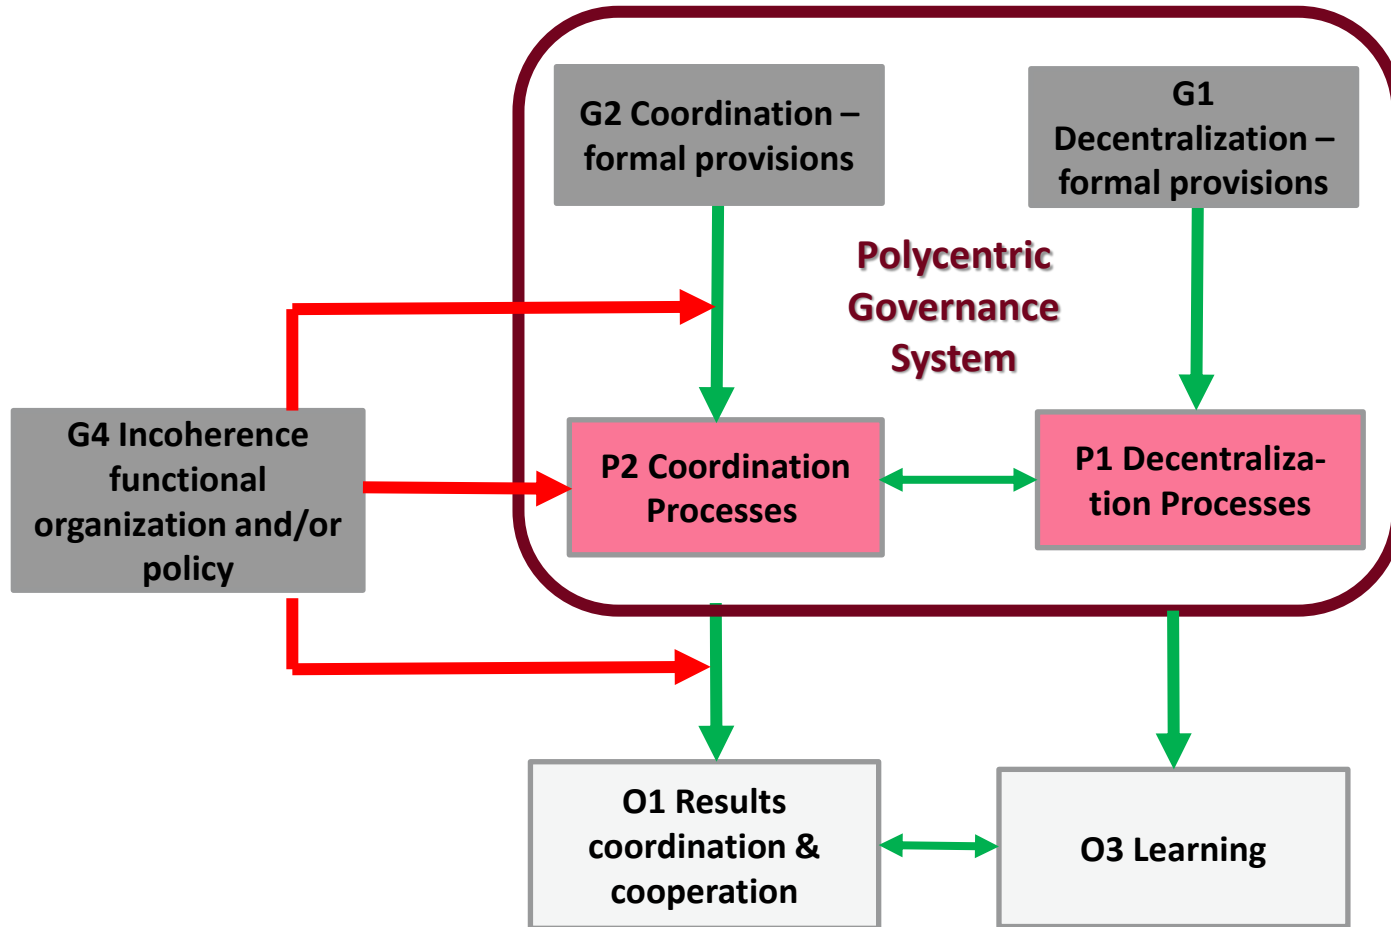 G2 Coordination –
formal provisions
G1
Decentralization –
formal provisions
Polycentric
Governance
System
G4 Incoherence
functional
organization and/or
policy
P2 Coordination
Processes
P1 Decentraliza-
tion Processes
O1 Results
coordination &
cooperation
O3 Learning